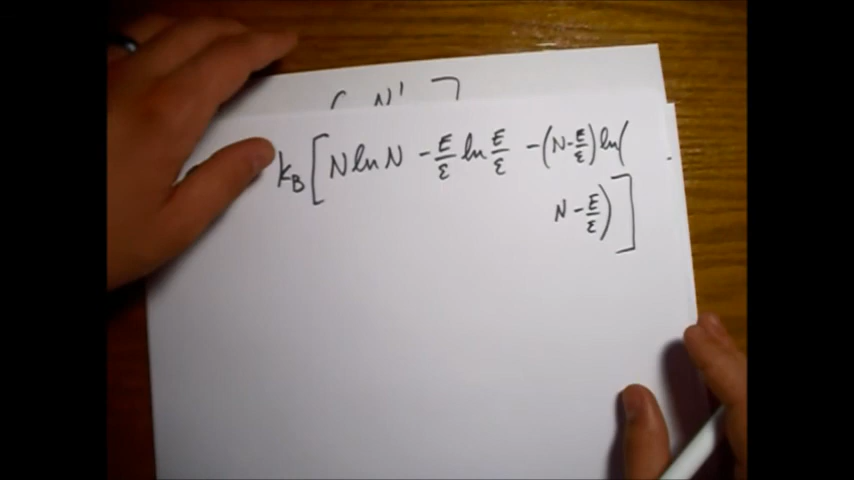 N!
k_B [ N ln N - E/ε ln E/ε - (N - E/ε) ln(
N - E/ε) ]